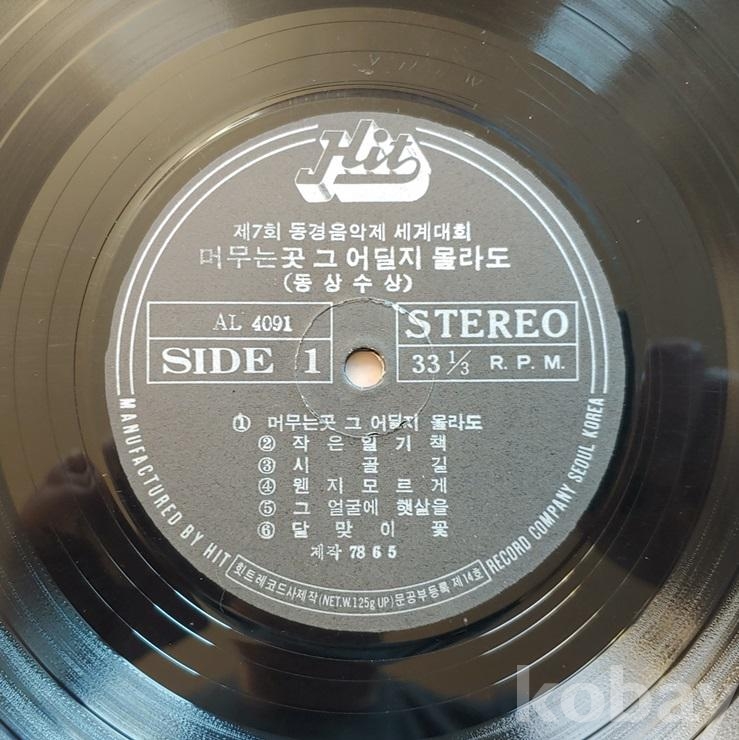 Hit
제7회 동경음악제 세계대회
머무는곳 그 어딜지 몰라도
(동상수상)
AL 4091
SIDE 1
STEREO
33 1/3 R.P.M.
① 머무는곳 그 어딜지 몰라도
② 작은일기책
③ 시골길
④ 웬지모르게
⑤ 그 얼굴에 햇살을
⑥ 달맞이꽃
제작 78 6 5
MANUFACTURED BY HIT RECORD COMPANY SEOUL KOREA
힛트레코드사제작(NET.W.125g UP)문공부등록 제14호
kobay